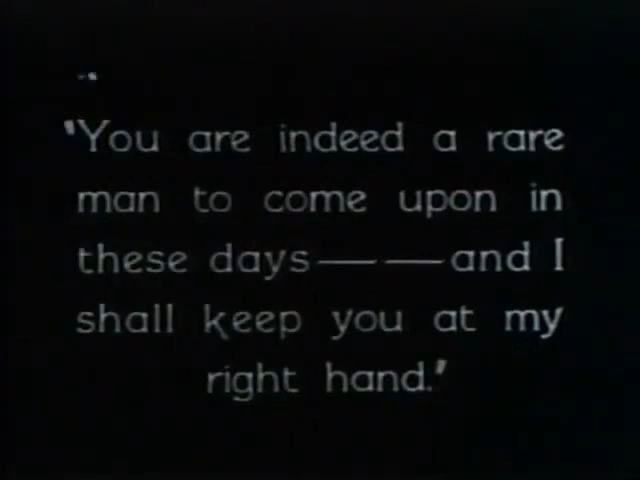 "You are indeed a rare
man to come upon in
these days — — and I
shall keep you at my
right hand."